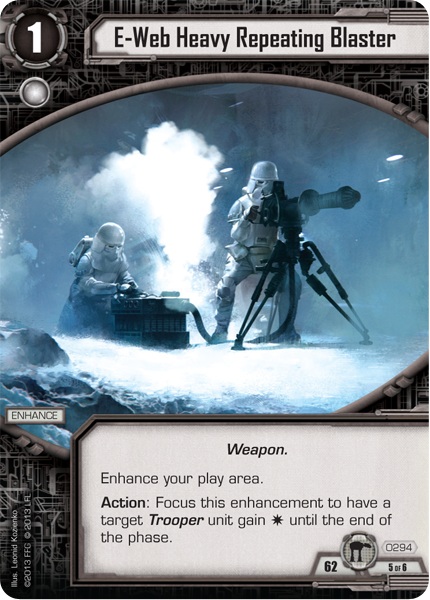 1
E-Web Heavy Repeating Blaster
ENHANCE
Weapon.
Enhance your play area.
Action: Focus this enhancement to have a
target Trooper unit gain ✷ until the end of
the phase.
Illus. Leonid Kozienko
©2013 FFG © 2013 LFL
62
5 OF 6
0294